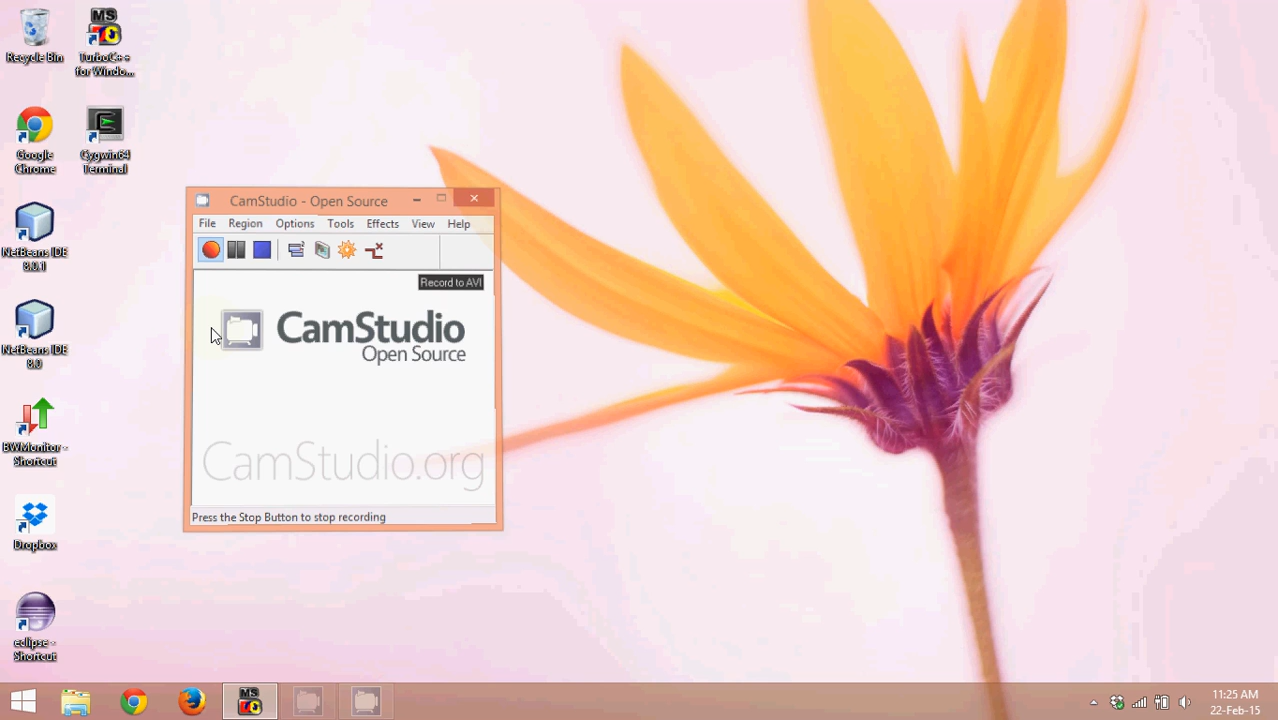 Recycle Bin
TurboC++
for Windo...
Google
Chrome
Cygwin64
Terminal
NetBeans IDE
8.0.1
NetBeans IDE
8.0
BWMonitor -
Shortcut
Dropbox
eclipse -
Shortcut
CamStudio - Open Source
File Region Options Tools Effects View Help
Record to AVI
CamStudio
Open Source
CamStudio.org
Press the Stop Button to stop recording
MS
TC
MS
TC
11:25 AM
22-Feb-15